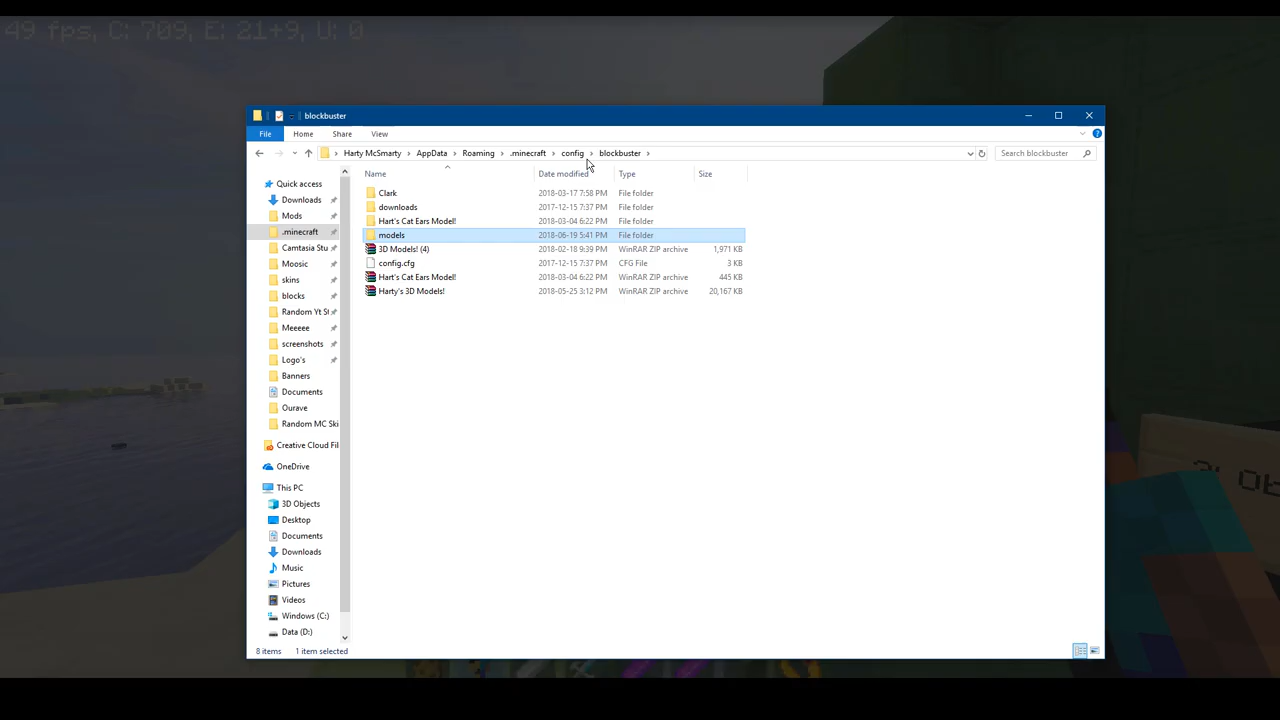 49 fps, C: 709, E: 21+9, U: 0
blockbuster
File Home Share View
Harty McSmarty AppData Roaming .minecraft config blockbuster Search blockbuster
Name Date modified Type Size
Quick access
Downloads
Mods
.minecraft
Camtasia Stu
Moosic
skins
blocks
Random Yt St
Meeeee
screenshots
Logo's
Banners
Documents
Ourave
Random MC Ski
Creative Cloud Fil
OneDrive
This PC
3D Objects
Desktop
Documents
Downloads
Music
Pictures
Videos
Windows (C:)
Data (D:)
Clark 2018-03-17 7:58 PM File folder
downloads 2017-12-15 7:37 PM File folder
Hart's Cat Ears Model! 2018-03-04 6:22 PM File folder
models 2018-06-19 5:41 PM File folder
3D Models! (4) 2018-02-18 9:39 PM WinRAR ZIP archive 1,971 KB
config.cfg 2017-12-15 7:37 PM CFG File 3 KB
Hart's Cat Ears Model! 2018-03-04 6:22 PM WinRAR ZIP archive 445 KB
Harty's 3D Models! 2018-05-25 3:12 PM WinRAR ZIP archive 20,167 KB
8 items 1 item selected